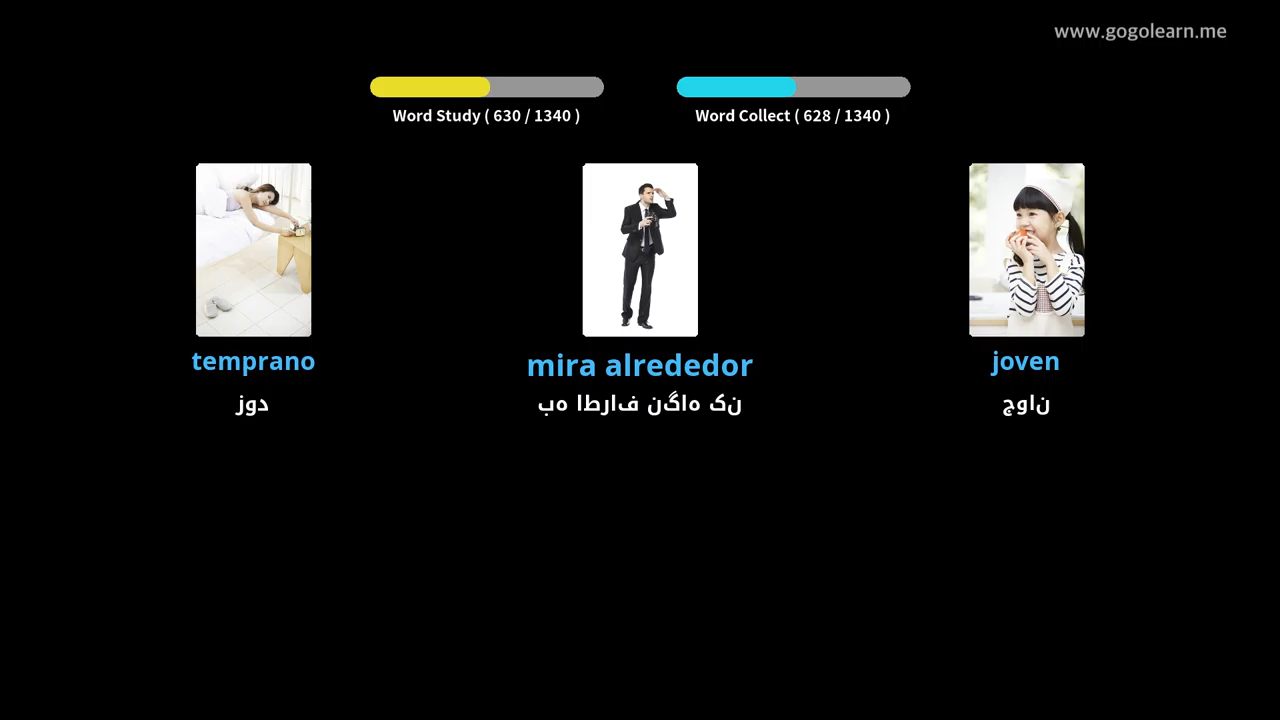 www.gogolearn.me
Word Study ( 630 / 1340 )
Word Collect ( 628 / 1340 )
temprano
mira alrededor
joven
زود
به اطراف نگاه کن
جوان